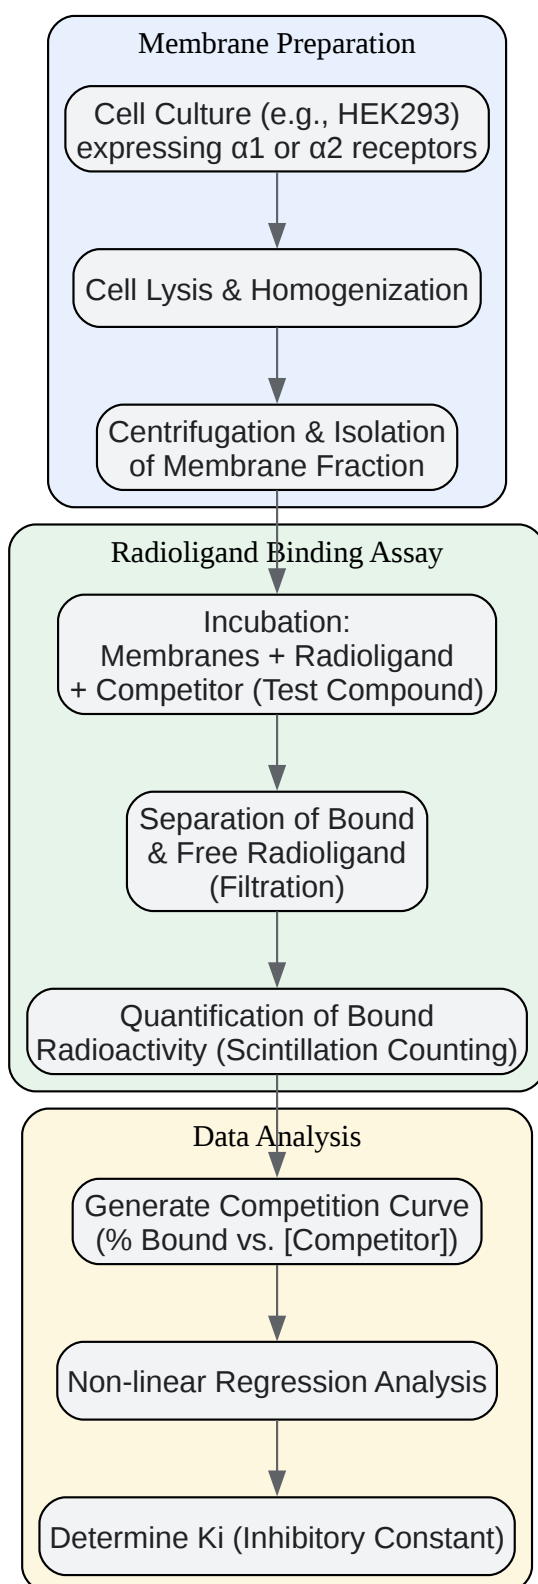 Membrane Preparation
Cell Culture (e.g., HEK293)
expressing α1 or α2 receptors
Cell Lysis & Homogenization
Centrifugation & Isolation
of Membrane Fraction
Radioligand Binding Assay
Incubation:
Membranes + Radioligand
+ Competitor (Test Compound)
Separation of Bound
& Free Radioligand
(Filtration)
Quantification of Bound
Radioactivity (Scintillation Counting)
Data Analysis
Generate Competition Curve
(% Bound vs. [Competitor])
Non-linear Regression Analysis
Determine Ki (Inhibitory Constant)